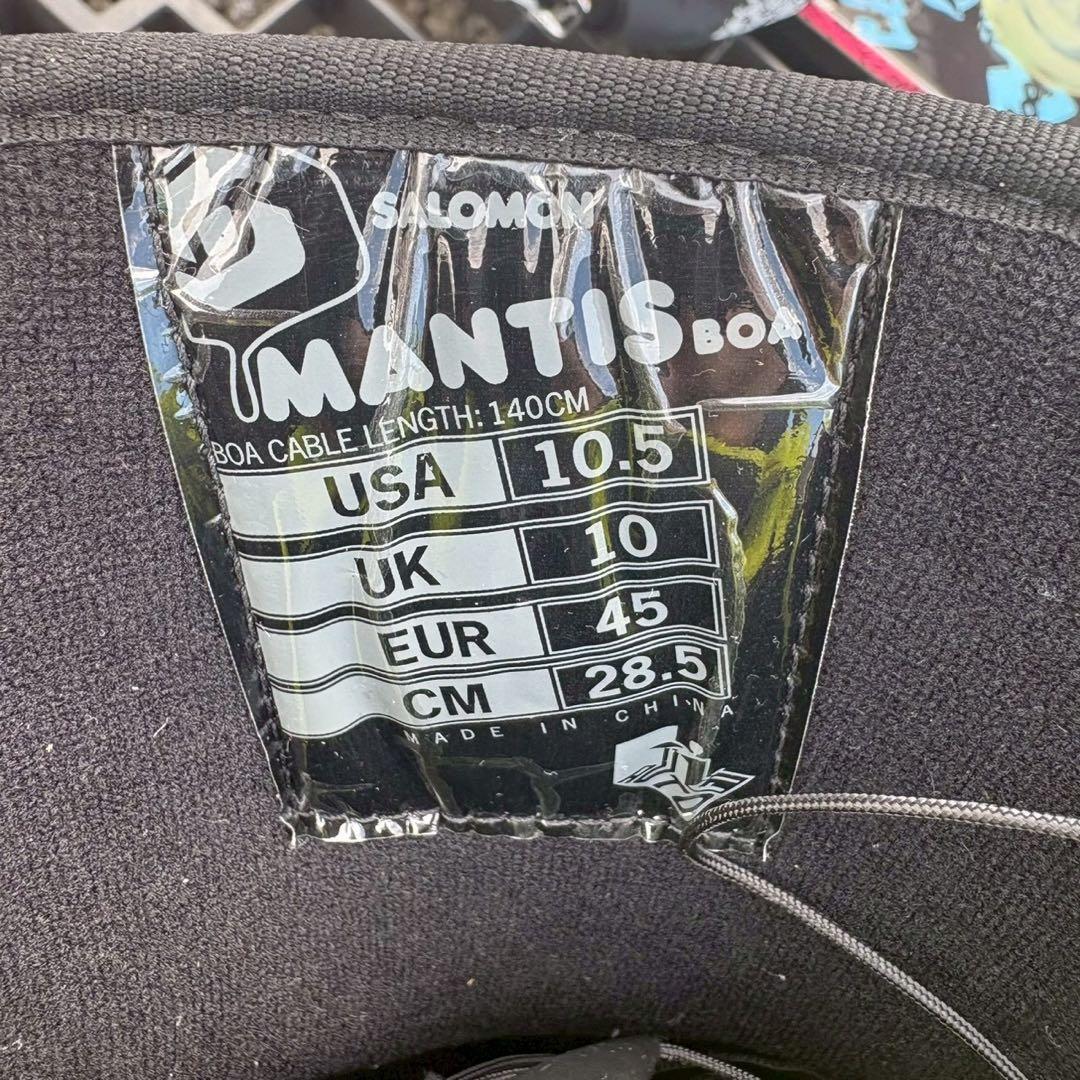 SALOMON
MANTIS BOA
BOA CABLE LENGTH: 140CM
USA 10.5
UK 10
EUR 45
CM 28.5
MADE IN CHINA